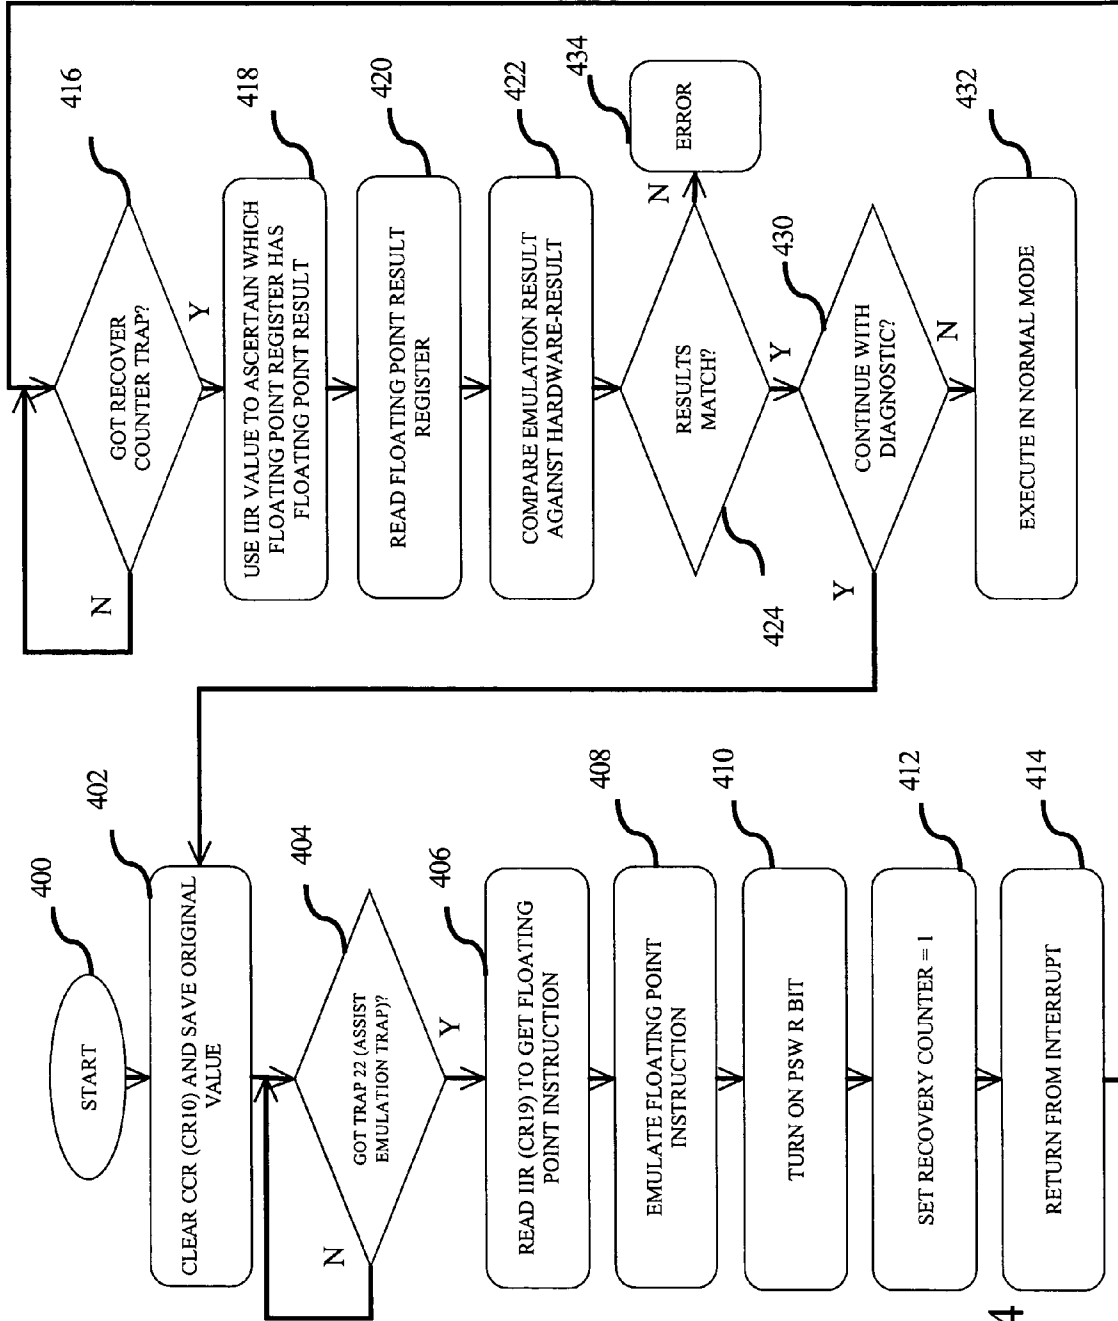 400
START
402
CLEAR CCR (CR10) AND SAVE ORIGINAL
VALUE
404
GOT TRAP 22 (ASSIST
EMULATION TRAP)?
N
Y
406
READ IIR (CR19) TO GET FLOATING
POINT INSTRUCTION
408
EMULATE FLOATING POINT
INSTRUCTION
410
TURN ON PSW R BIT
412
SET RECOVERY COUNTER = 1
414
RETURN FROM INTERRUPT
4
416
GOT RECOVER
COUNTER TRAP?
N
Y
418
USE IIR VALUE TO ASCERTAIN WHICH
FLOATING POINT REGISTER HAS
FLOATING POINT RESULT
420
READ FLOATING POINT RESULT
REGISTER
422
COMPARE EMULATION RESULT
AGAINST HARDWARE-RESULT
424
RESULTS
MATCH?
N
434
ERROR
Y
430
CONTINUE WITH
DIAGNOSTIC?
Y
N
432
EXECUTE IN NORMAL MODE